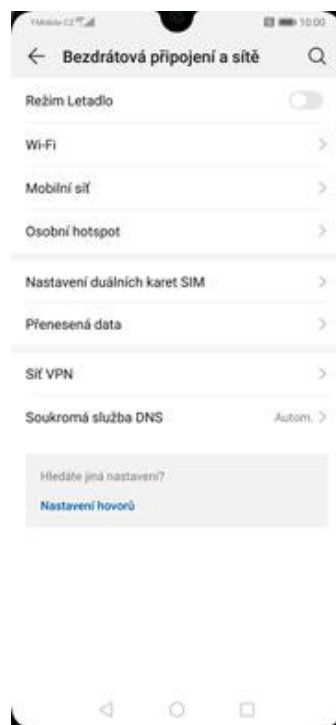 T-Mobile CZ
10:00
Bezdrátová připojení a sítě
Režim Letadlo
Wi-Fi
Mobilní síť
Osobní hotspot
Nastavení duálních karet SIM
Přenesená data
Síť VPN
Soukromá služba DNS
Autom.
Hledáte jiná nastavení?
Nastavení hovorů